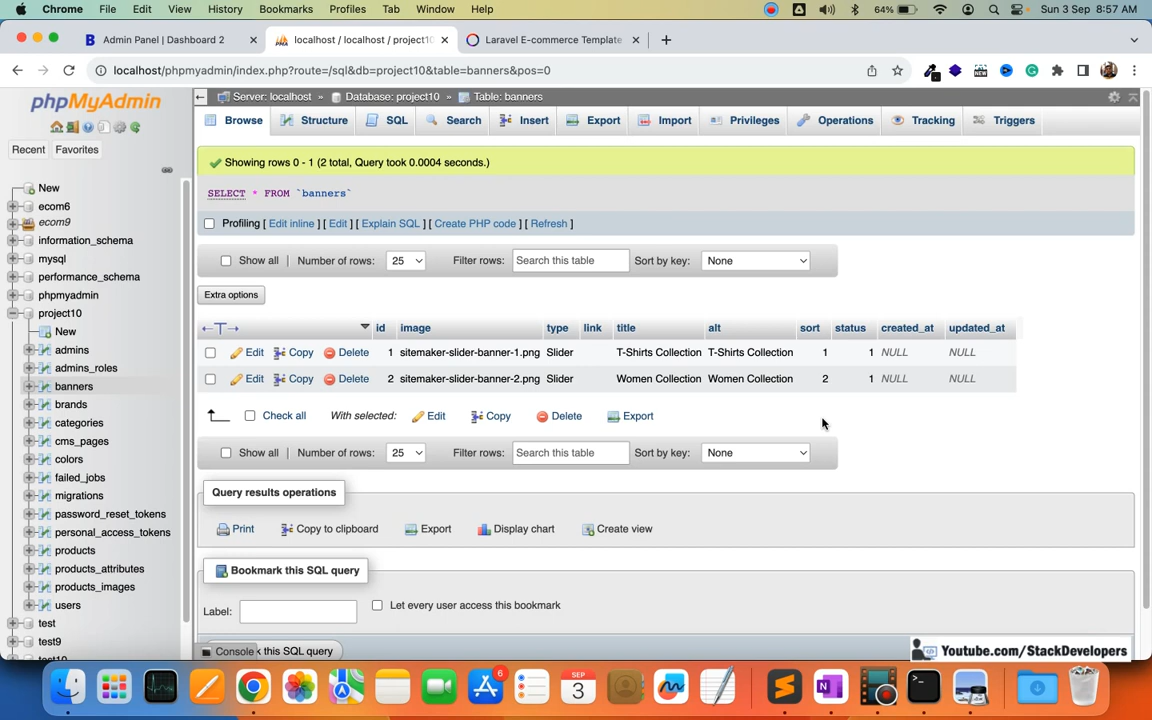 Chrome File Edit View History Bookmarks Profiles Tab Window Help 64% Sun 3 Sep 8:57 AM
B Admin Panel | Dashboard 2 localhost / localhost / project10 Laravel E-commerce Template
localhost/phpmyadmin/index.php?route=/sql&db=project10&table=banners&pos=0
phpMyAdmin
Recent Favorites
New
ecom6
ecom9
information_schema
mysql
performance_schema
phpmyadmin
project10
New
admins
admins_roles
banners
brands
categories
cms_pages
colors
failed_jobs
migrations
password_reset_tokens
personal_access_tokens
products
products_attributes
products_images
users
test
test9
test10
Server: localhost » Database: project10 » Table: banners
Browse Structure SQL Search Insert Export Import Privileges Operations Tracking Triggers
Showing rows 0 - 1 (2 total, Query took 0.0004 seconds.)
SELECT * FROM `banners`
Profiling [ Edit inline ] [ Edit ] [ Explain SQL ] [ Create PHP code ] [ Refresh ]
Show all | Number of rows: 25 Filter rows: Search this table Sort by key: None
Extra options
id image type link title alt sort status created_at updated_at
Edit Copy Delete 1 sitemaker-slider-banner-1.png Slider T-Shirts Collection T-Shirts Collection 1 1 NULL NULL
Edit Copy Delete 2 sitemaker-slider-banner-2.png Slider Women Collection Women Collection 2 1 NULL NULL
Check all With selected: Edit Copy Delete Export
Show all | Number of rows: 25 Filter rows: Search this table Sort by key: None
Query results operations
Print Copy to clipboard Export Display chart Create view
Bookmark this SQL query
Label: Let every user access this bookmark
Console k this SQL query
Youtube.com/StackDevelopers
6
SEP
3